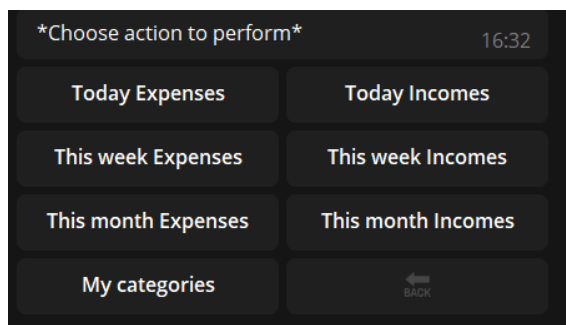 *Choose action to perform*
16:32
Today Expenses
Today Incomes
This week Expenses
This week Incomes
This month Expenses
This month Incomes
My categories
BACK